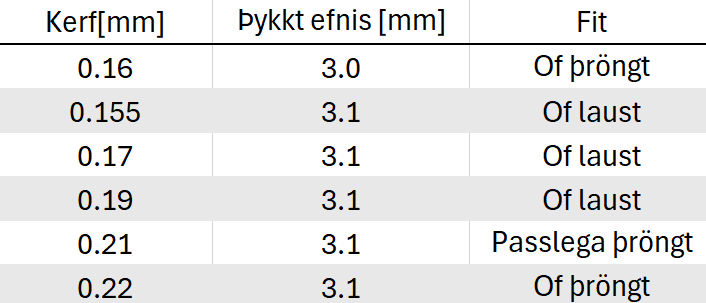 Kerf[mm] Þykkt efnis [mm] Fit
0.16 3.0 Of þröngt
0.155 3.1 Of laust
0.17 3.1 Of laust
0.19 3.1 Of laust
0.21 3.1 Passlega þröngt
0.22 3.1 Of þröngt